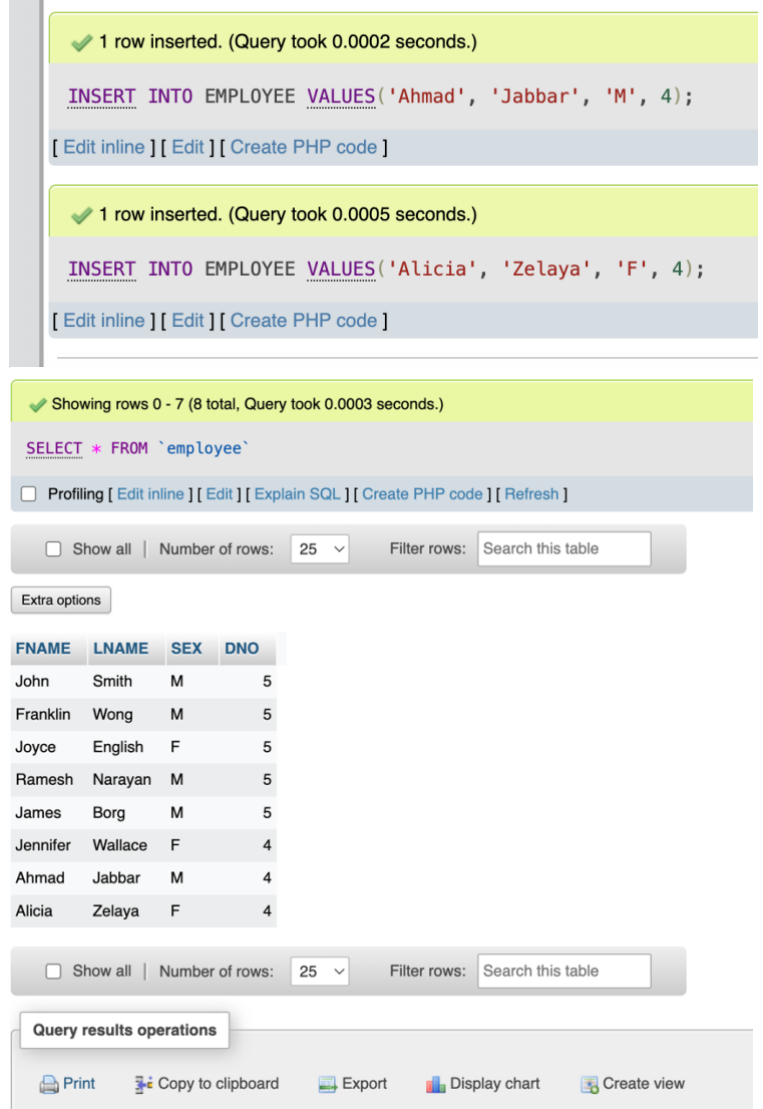 1 row inserted. (Query took 0.0002 seconds.)
INSERT INTO EMPLOYEE VALUES('Ahmad', 'Jabbar', 'M', 4);
[ Edit inline ] [ Edit ] [ Create PHP code ]
1 row inserted. (Query took 0.0005 seconds.)
INSERT INTO EMPLOYEE VALUES('Alicia', 'Zelaya', 'F', 4);
[ Edit inline ] [ Edit ] [ Create PHP code ]
Showing rows 0 - 7 (8 total, Query took 0.0003 seconds.)
SELECT * FROM `employee`
Profiling [ Edit inline ] [ Edit ] [ Explain SQL ] [ Create PHP code ] [ Refresh ]
Show all | Number of rows: 25 Filter rows: Search this table
Extra options
FNAME LNAME SEX DNO
John Smith M 5
Franklin Wong M 5
Joyce English F 5
Ramesh Narayan M 5
James Borg M 5
Jennifer Wallace F 4
Ahmad Jabbar M 4
Alicia Zelaya F 4
Show all | Number of rows: 25 Filter rows: Search this table
Query results operations
Print Copy to clipboard Export Display chart Create view